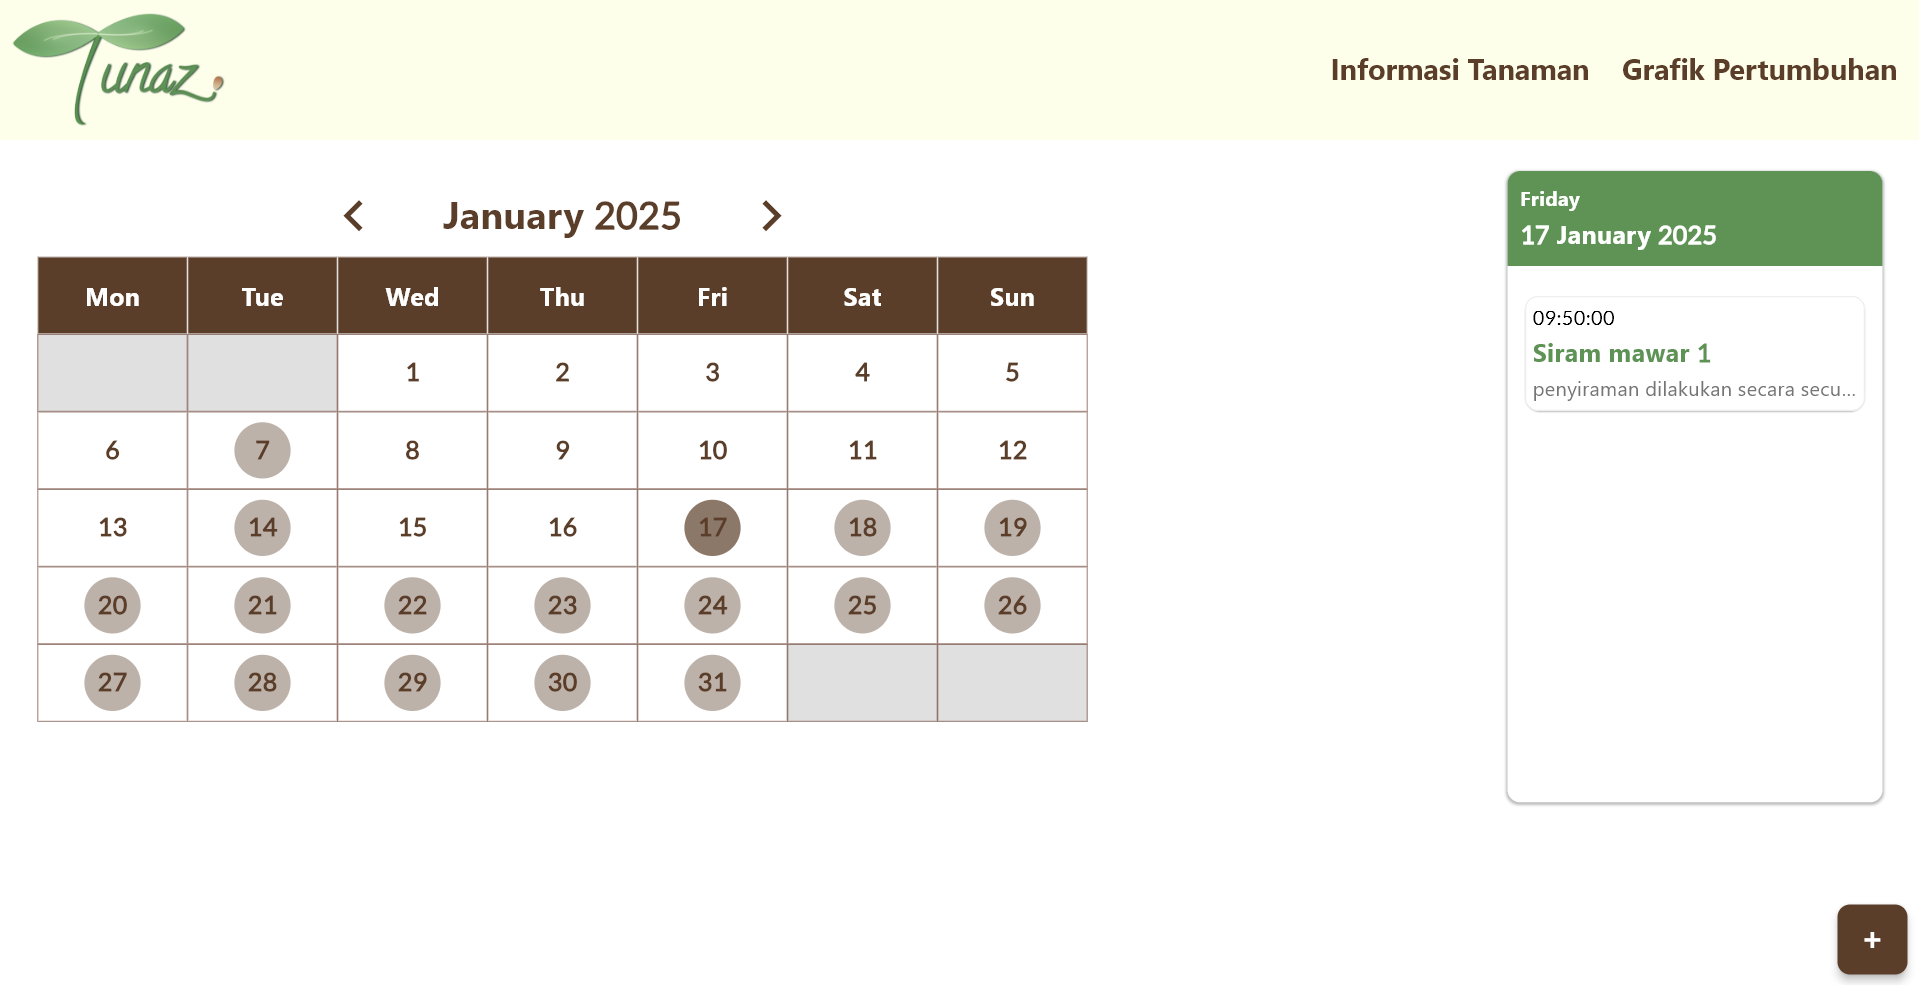 Tunaz
Informasi Tanaman Grafik Pertumbuhan
January 2025
Mon Tue Wed Thu Fri Sat Sun
1 2 3 4 5
6 7 8 9 10 11 12
13 14 15 16 17 18 19
20 21 22 23 24 25 26
27 28 29 30 31
Friday
17 January 2025
09:50:00
Siram mawar 1
penyiraman dilakukan secara secu...
+